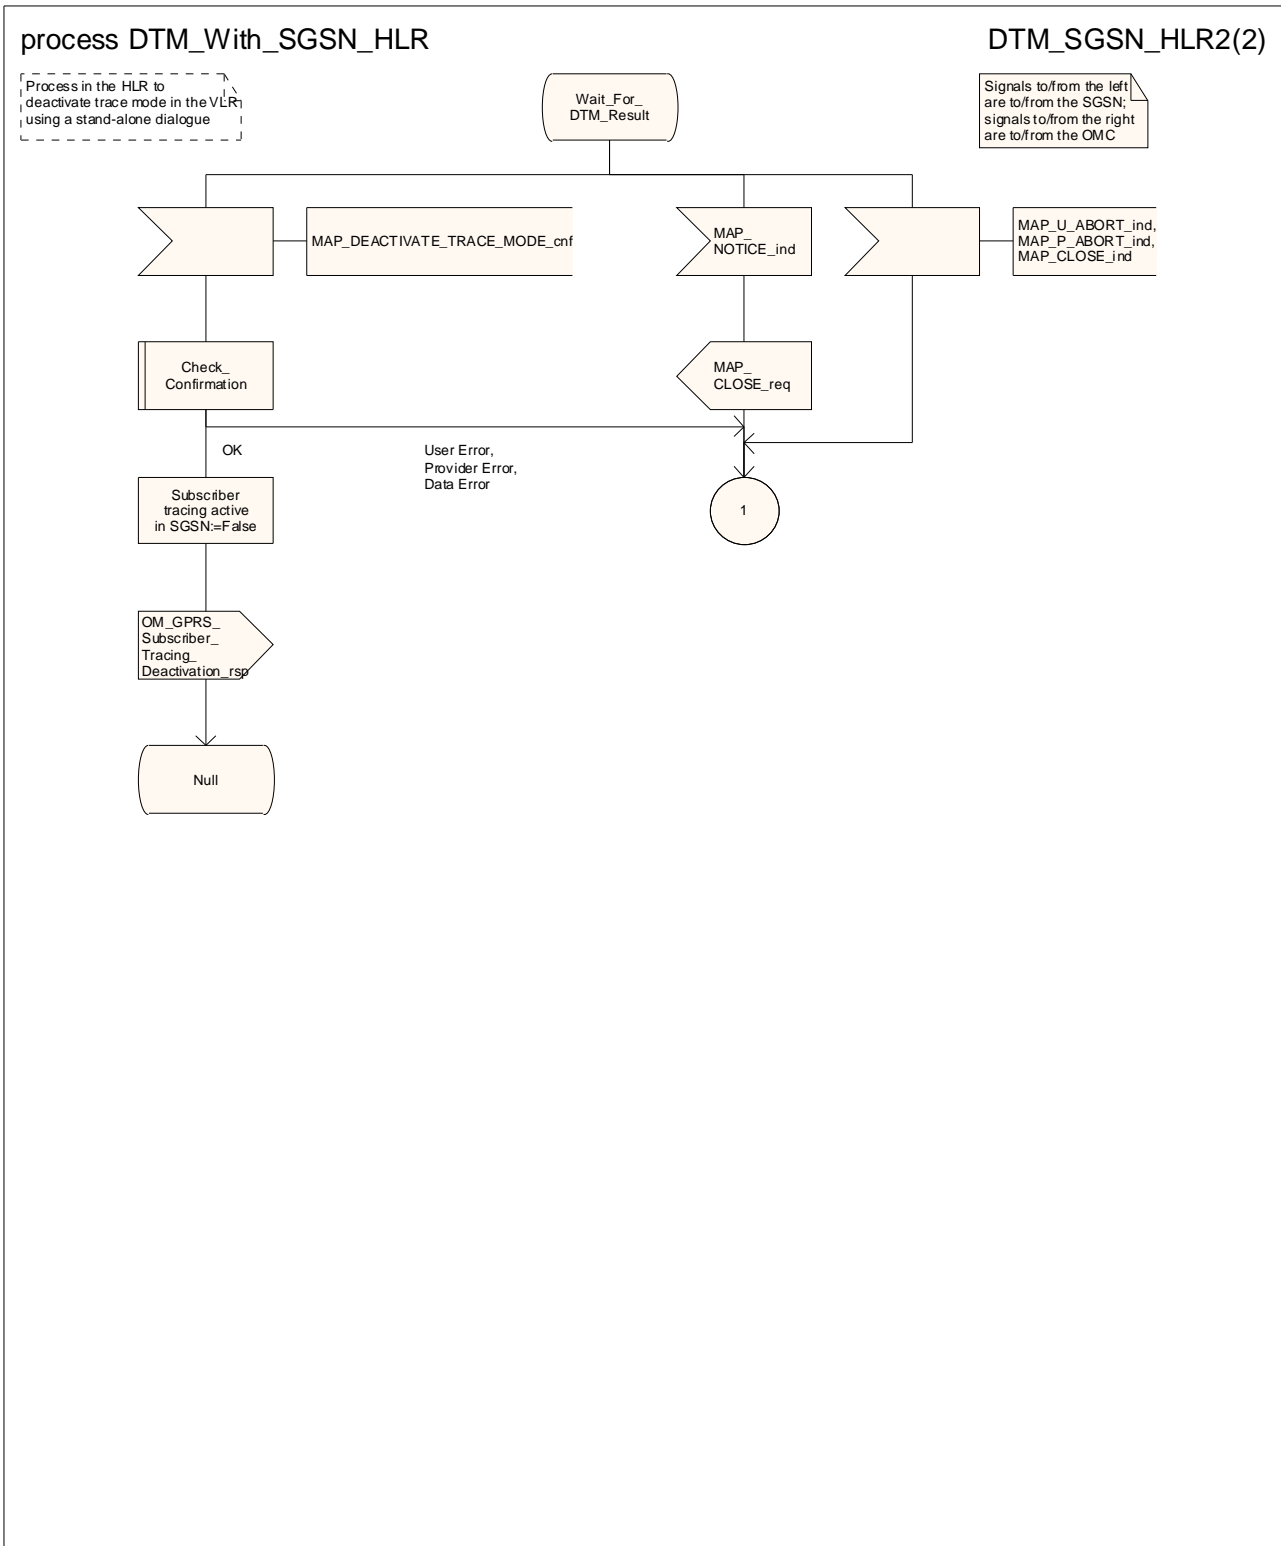 process DTM_With_SGSN_HLR
DTM_SGSN_HLR2(2)
Process in the HLR to
deactivate trace mode in the VLR
using a stand-alone dialogue
Wait_For_
DTM_Result
Signals to/from the left
are to/from the SGSN;
signals to/from the right
are to/from the OMC
MAP_DEACTIVATE_TRACE_MODE_cnf
MAP_
NOTICE_ind
MAP_U_ABORT_ind,
MAP_P_ABORT_ind,
MAP_CLOSE_ind
Check_
Confirmation
MAP_
CLOSE_req
OK
User Error,
Provider Error,
Data Error
Subscriber
tracing active
in SGSN:=False
1
OM_GPRS_
Subscriber_
Tracing_
Deactivation_rsp
Null